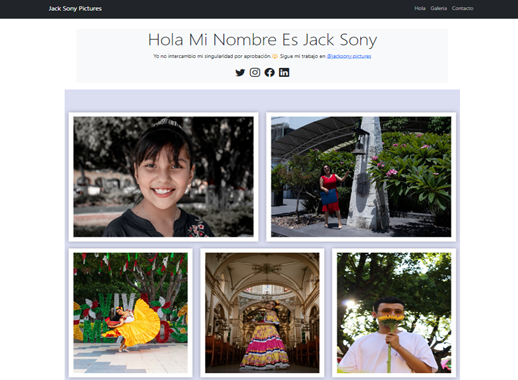 Jack Sony Pictures
Hola Galeria Contacto
Hola Mi Nombre Es Jack Sony
Yo no intercambio mi singularidad por aprobación. Sigue mi trabajo en @jacksony.pictures
VIV